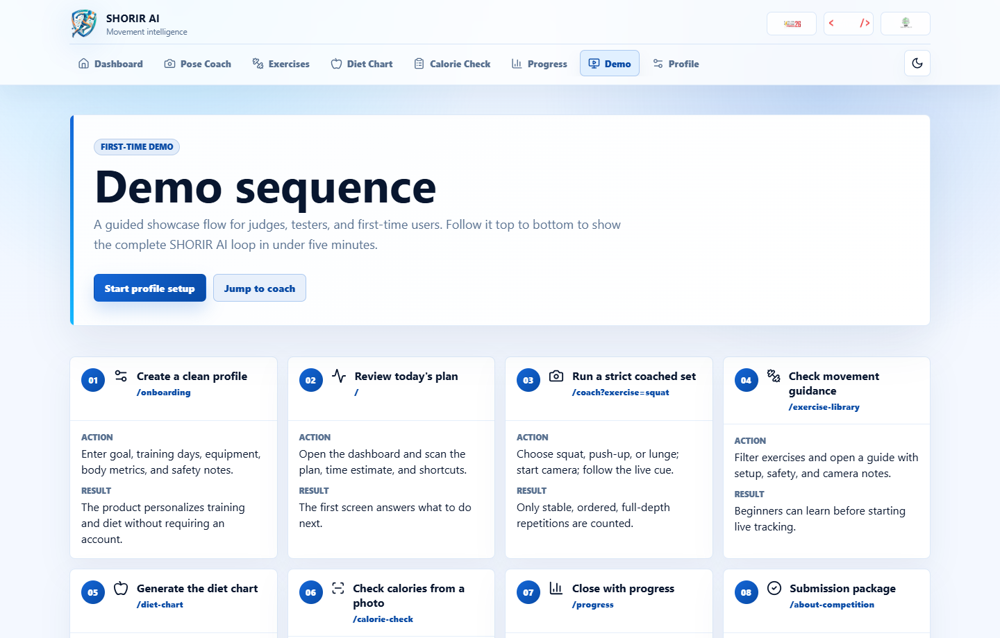 SHORIR AI
Movement intelligence
26
< />
Dashboard
Pose Coach
Exercises
Diet Chart
Calorie Check
Progress
Demo
Profile
FIRST-TIME DEMO
Demo sequence
A guided showcase flow for judges, testers, and first-time users. Follow it top to bottom to show
the complete SHORIR AI loop in under five minutes.
Start profile setup
Jump to coach
01
Create a clean profile
/onboarding
ACTION
Enter goal, training days, equipment,
body metrics, and safety notes.
RESULT
The product personalizes training
and diet without requiring an
account.
02
Review today's plan
/
ACTION
Open the dashboard and scan the
plan, time estimate, and shortcuts.
RESULT
The first screen answers what to do
next.
03
Run a strict coached set
/coach?exercise=squat
ACTION
Choose squat, push-up, or lunge;
start camera; follow the live cue.
RESULT
Only stable, ordered, full-depth
repetitions are counted.
04
Check movement
guidance
/exercise-library
ACTION
Filter exercises and open a guide with
setup, safety, and camera notes.
RESULT
Beginners can learn before starting
live tracking.
05
Generate the diet chart
/diet-chart
06
Check calories from a
photo
/calorie-check
07
Close with progress
/progress
08
Submission package
/about-competition